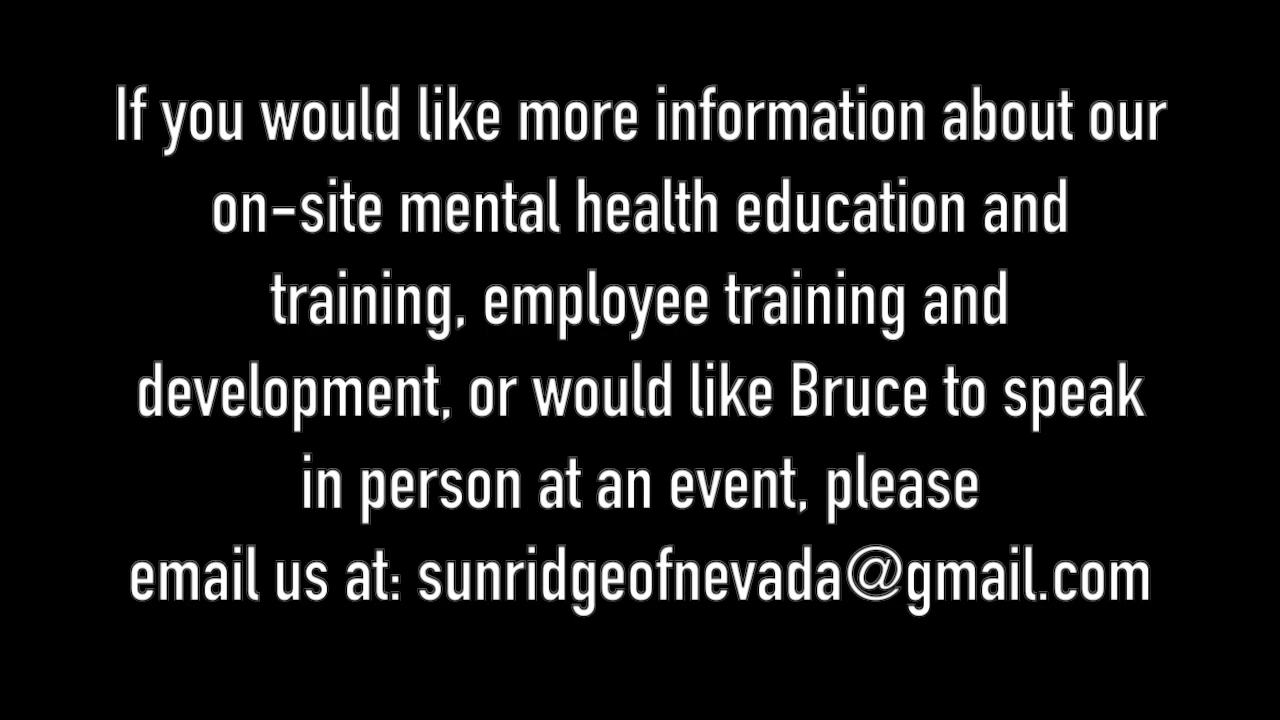 If you would like more information about our
on-site mental health education and
training, employee training and
development, or would like Bruce to speak
in person at an event, please
email us at: sunridgeofnevada@gmail.com